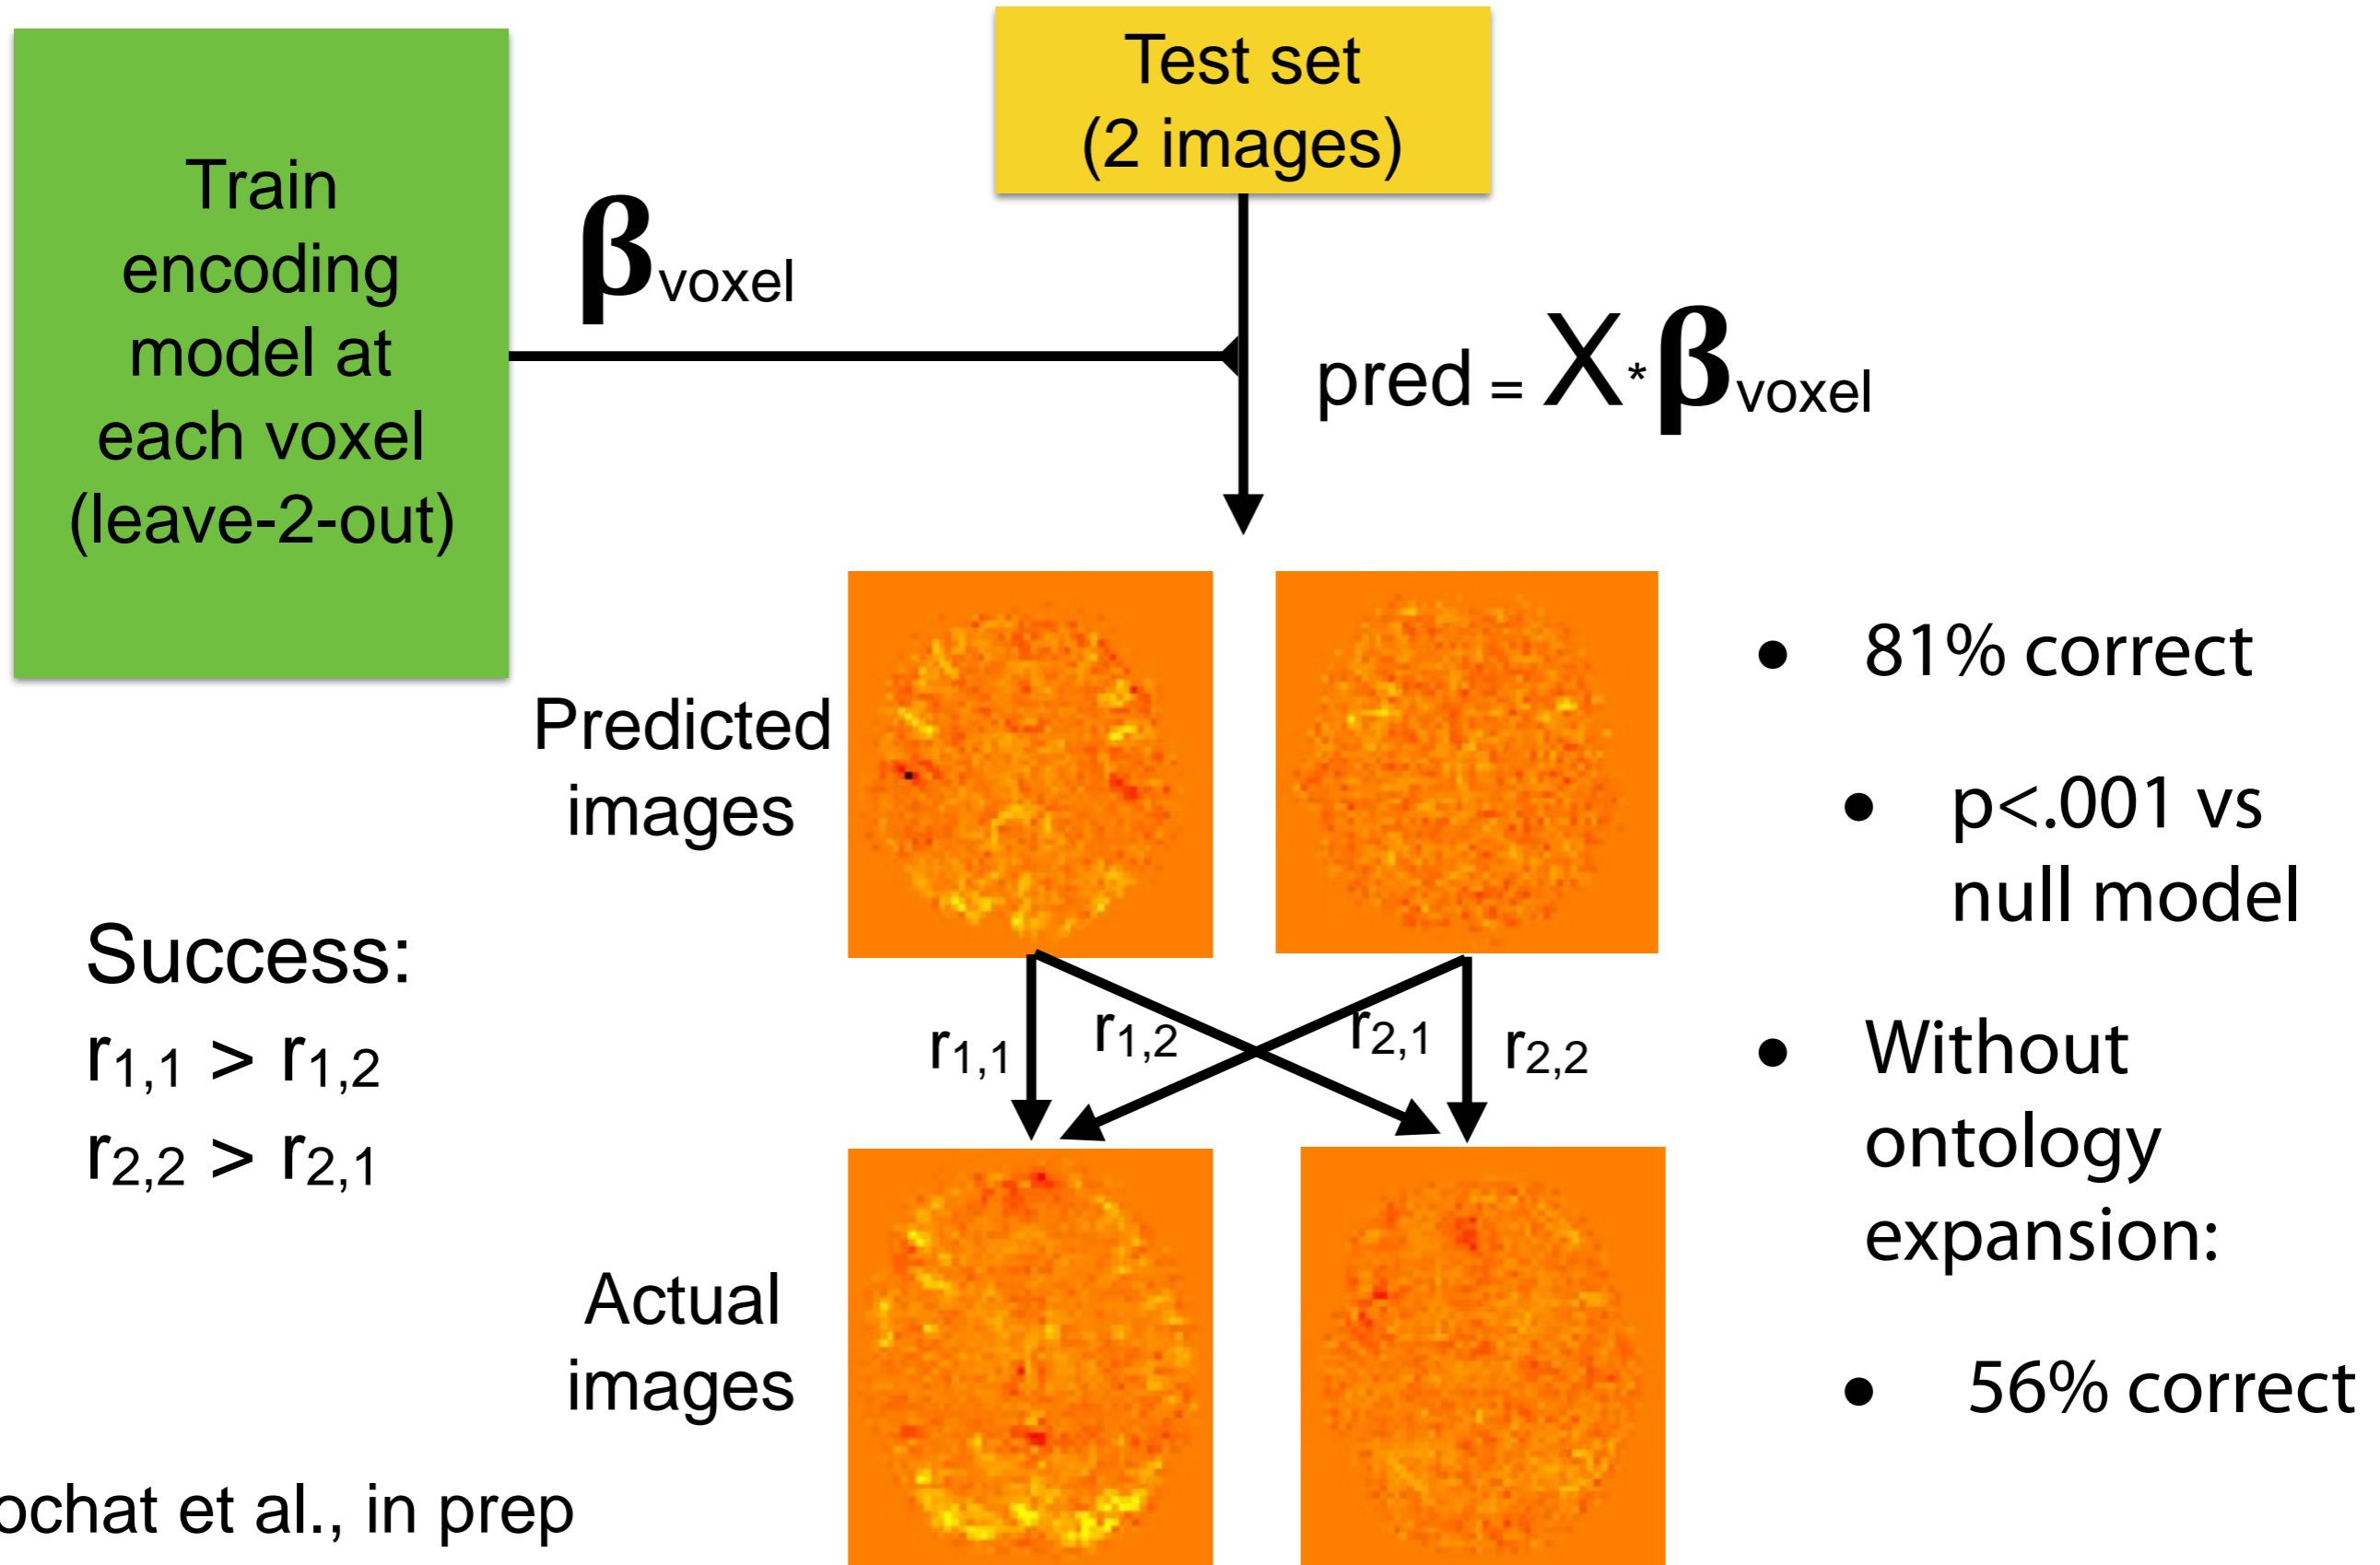 Train
encoding
model at
each voxel
(leave-2-out)
βvoxel
Test set
(2 images)
pred = X*βvoxel
Predicted
images
• 81% correct
• p<.001 vs
null model
Success:
r1,1 > r1,2
r2,2 > r2,1
r1,1
r1,2
r2,1
r2,2
• Without
ontology
expansion:
• 56% correct
Actual
images
ochat et al., in prep